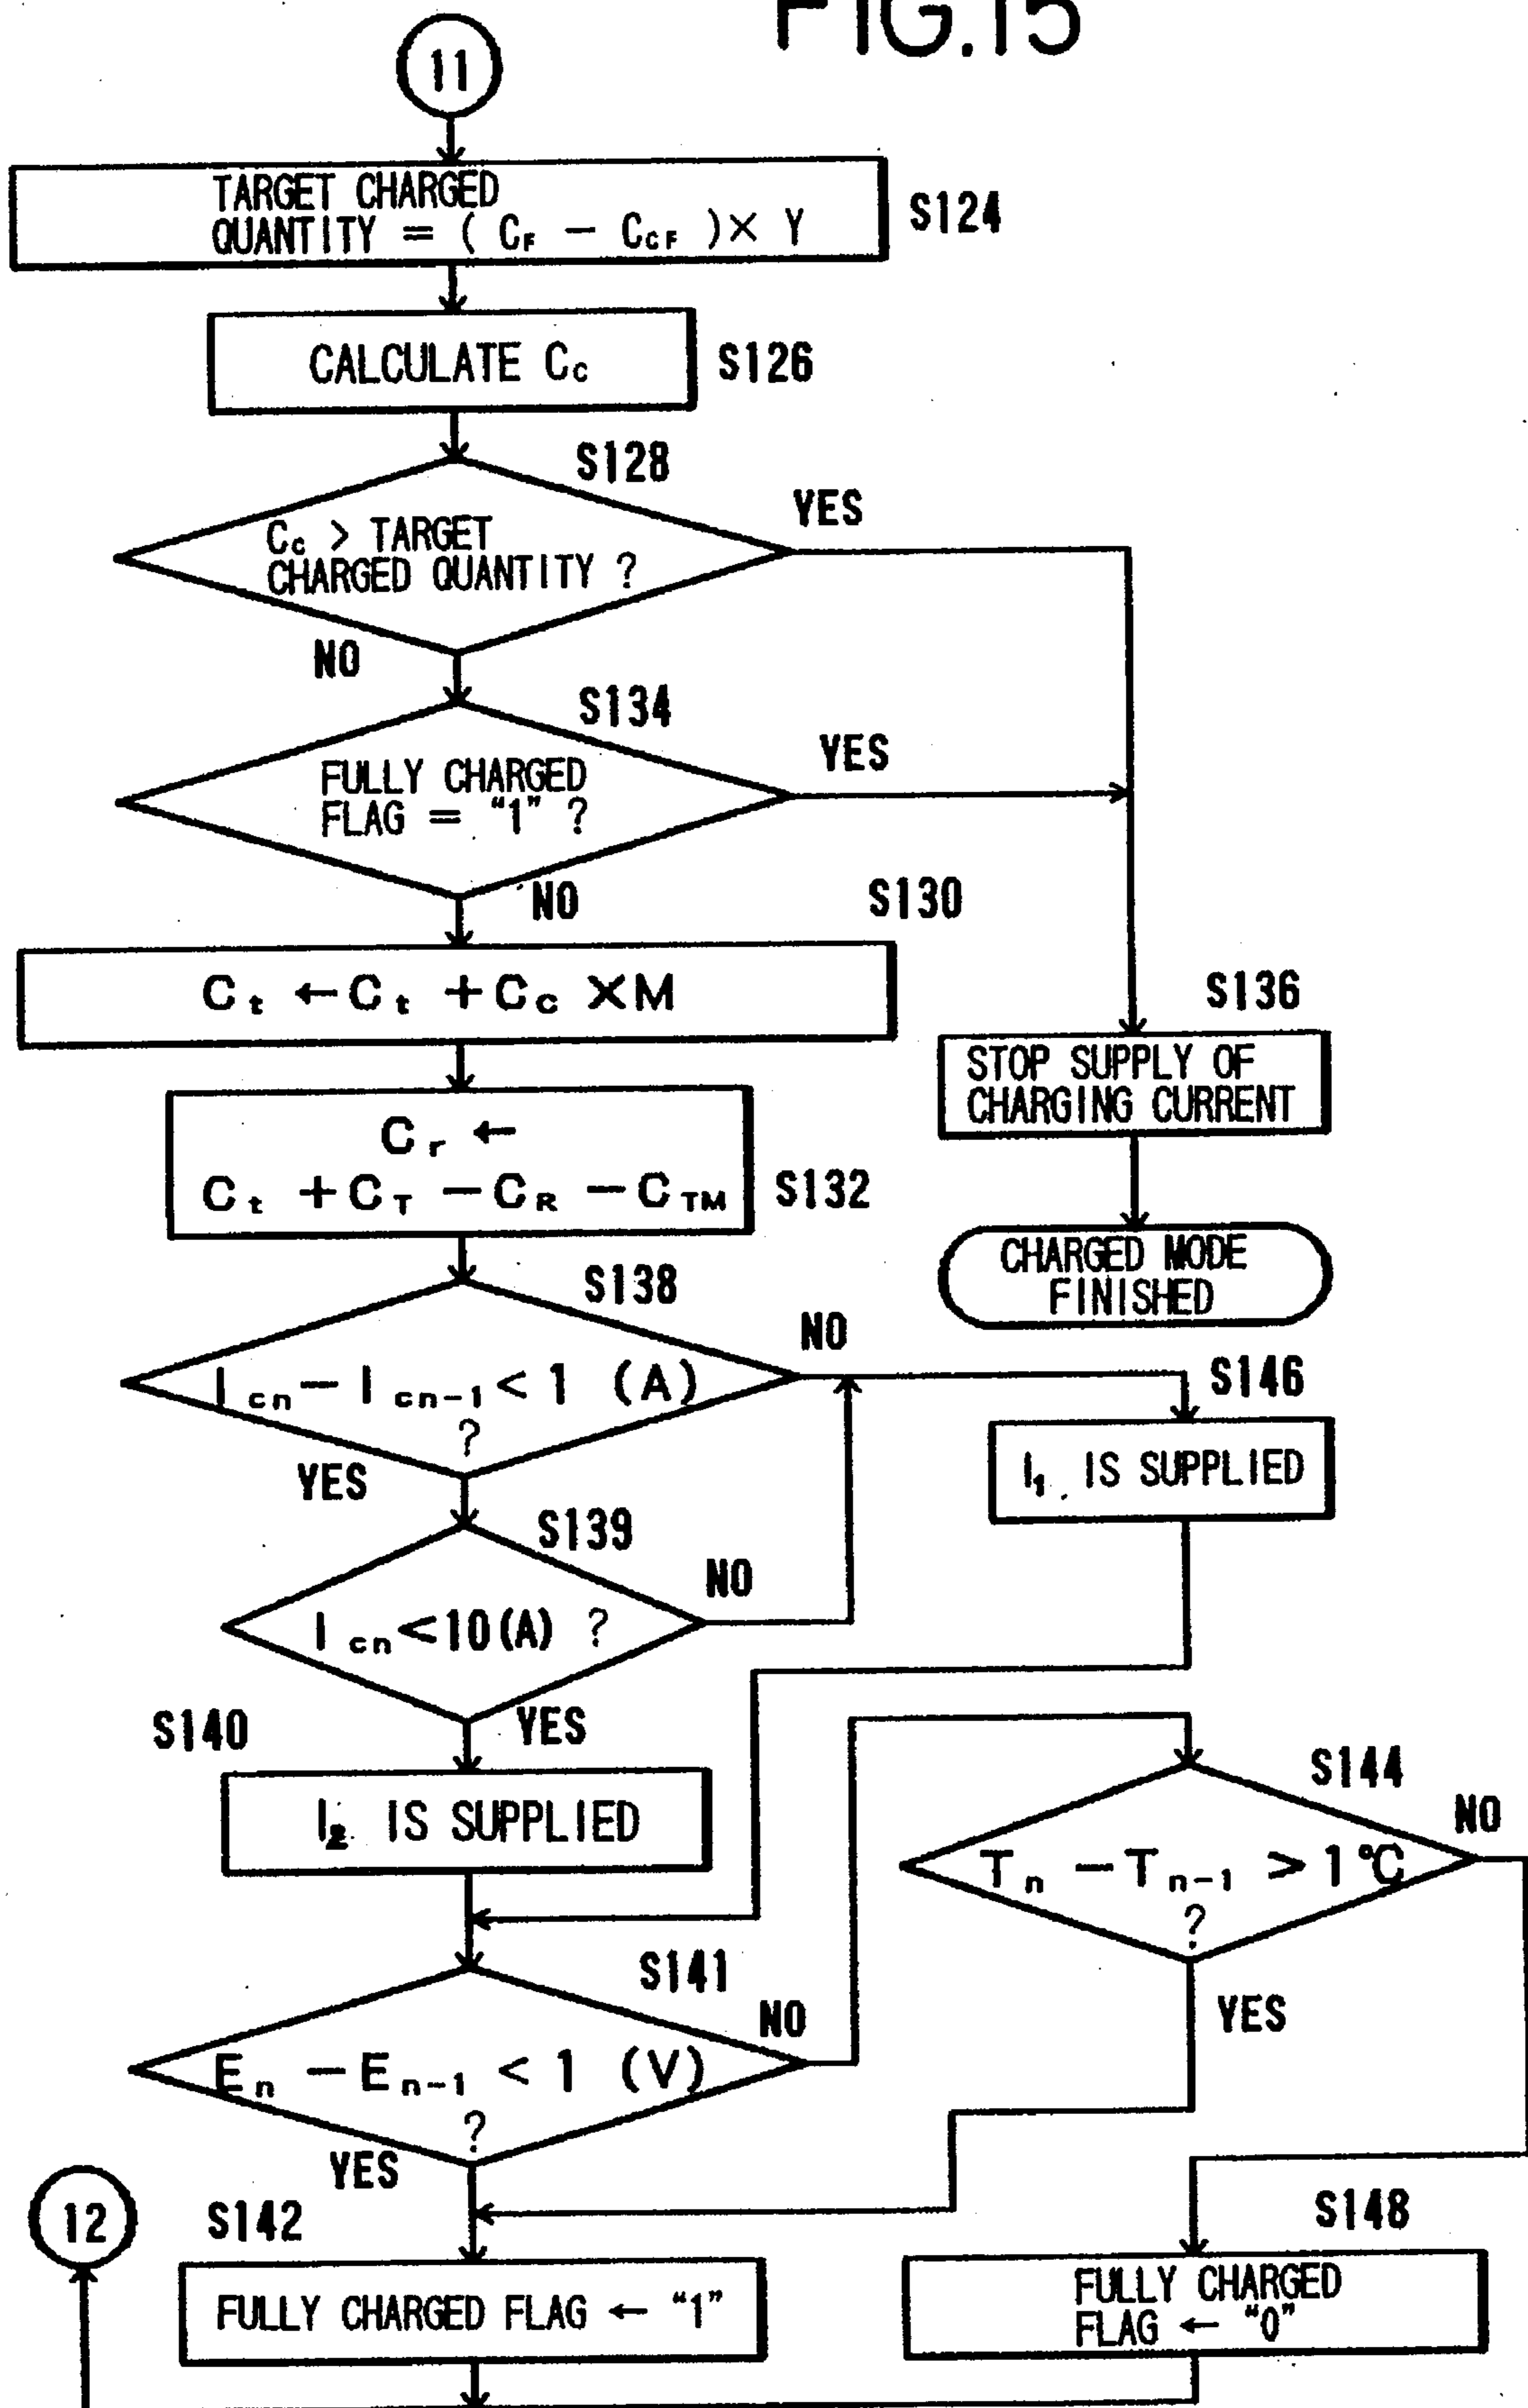 FIG.15
11
TARGET CHARGED
QUANTITY = ( CF - CCF )× Y
S124
CALCULATE Cc
S126
S128
YES
Cc > TARGET
CHARGED QUANTITY ?
NO
S134
YES
FULLY CHARGED
FLAG = “1” ?
NO
S130
Ct ←Ct +Cc ×M
S136
STOP SUPPLY OF
CHARGING CURRENT
Cr ←
Ct +CT -CR -CTM
S132
CHARGED MODE
FINISHED
S138
NO
Icn- Icn-1 < 1 (A)
?
YES
S146
I1 IS SUPPLIED
S139
NO
Icn<10(A) ?
YES
S140
I2 IS SUPPLIED
S144
NO
Tn -Tn-1 >1℃
?
YES
S141
NO
En -En-1 < 1 (V)
?
YES
12
S142
FULLY CHARGED FLAG ← “1”
S148
FULLY CHARGED
FLAG ← “0”